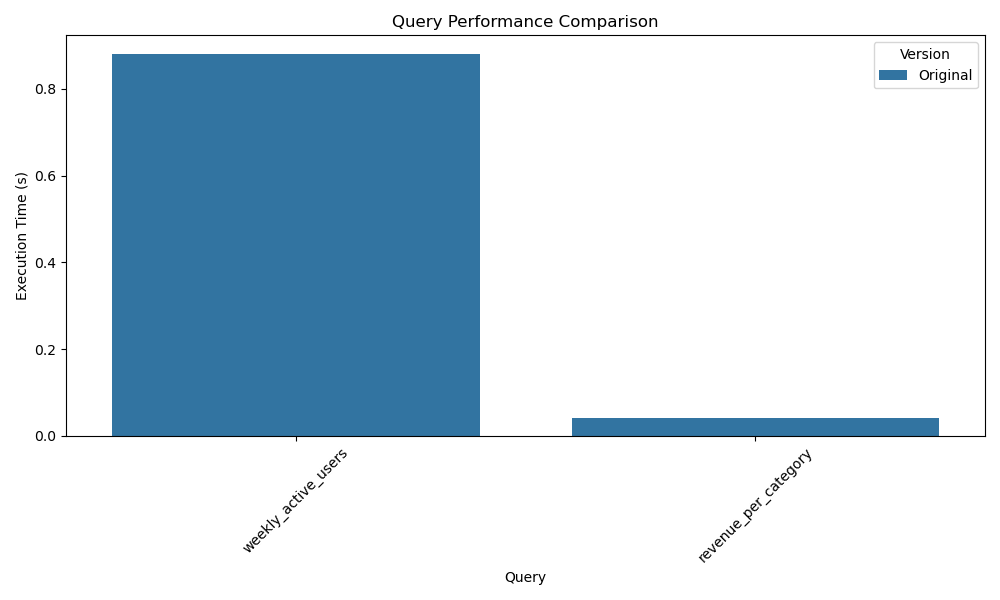 Query Performance Comparison
Version
Original
Execution Time (s)
0.8
0.6
0.4
0.2
0.0
weekly_active_users
revenue_per_category
Query